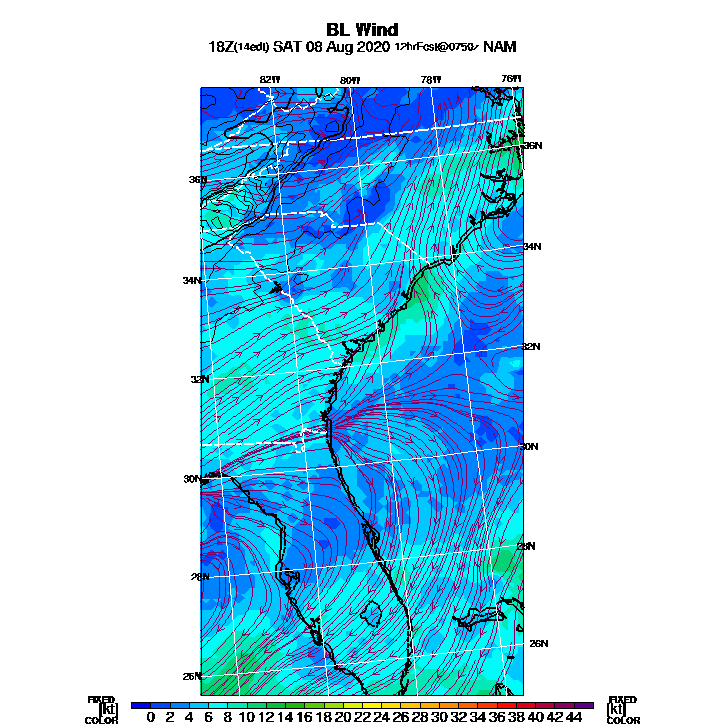 BL Wind
18Z(14edt) SAT 08 Aug 2020 12hrFcst@0750z NAM
82W 80W 78W 76W
36N
36N
34N
34N
32N
32N
30N
30N
28N
28N
26N
26N
FIXED FIXED
[kt] 0 2 4 6 8 10 12 14 16 18 20 22 24 26 28 30 32 34 36 38 40 42 44 [kt]
COLOR COLOR